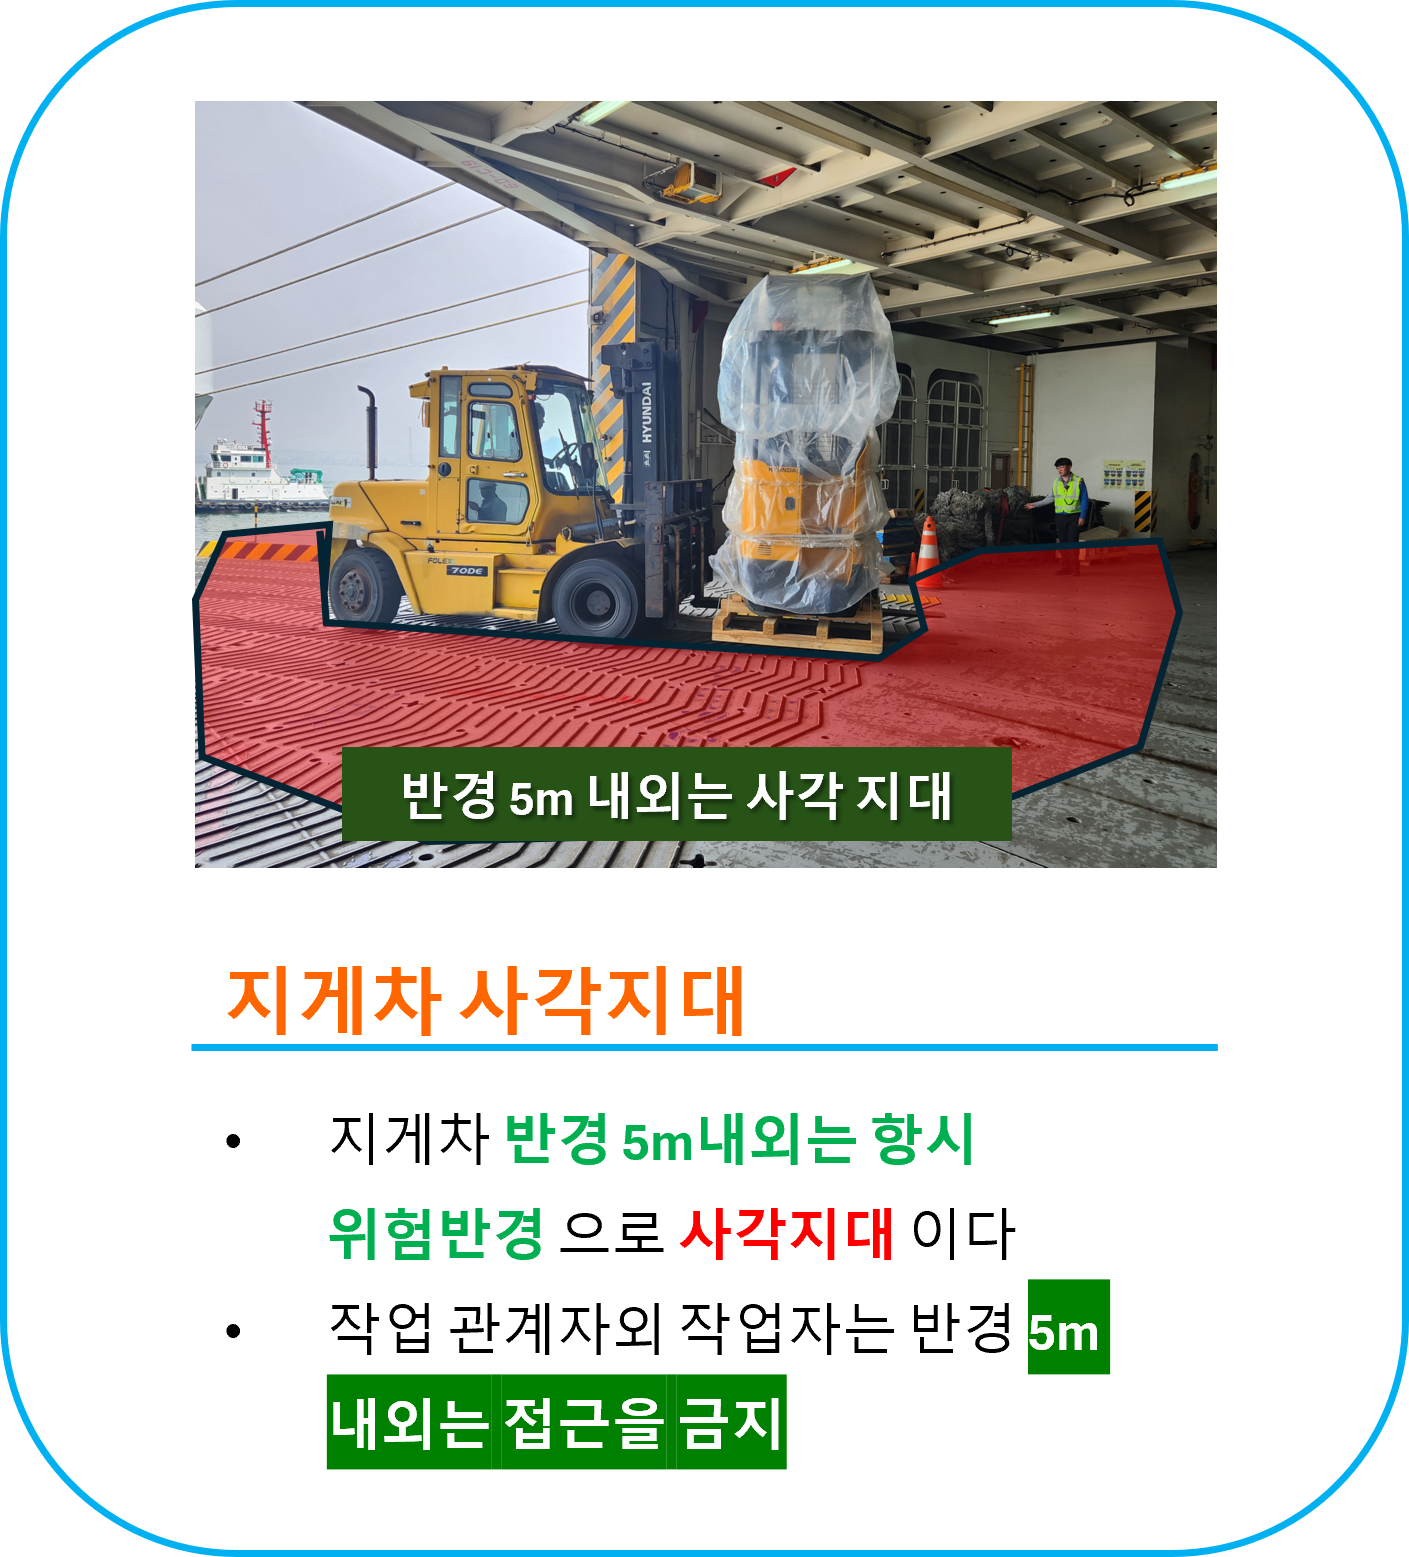 HYUNDAI
HYUNDAI
70DE
반경 5m 내외는 사각 지대
지게차 사각지대
• 지게차 반경 5m내외는 항시
위험반경 으로 사각지대 이다
• 작업 관계자외 작업자는 반경 5m
내외는 접근을 금지